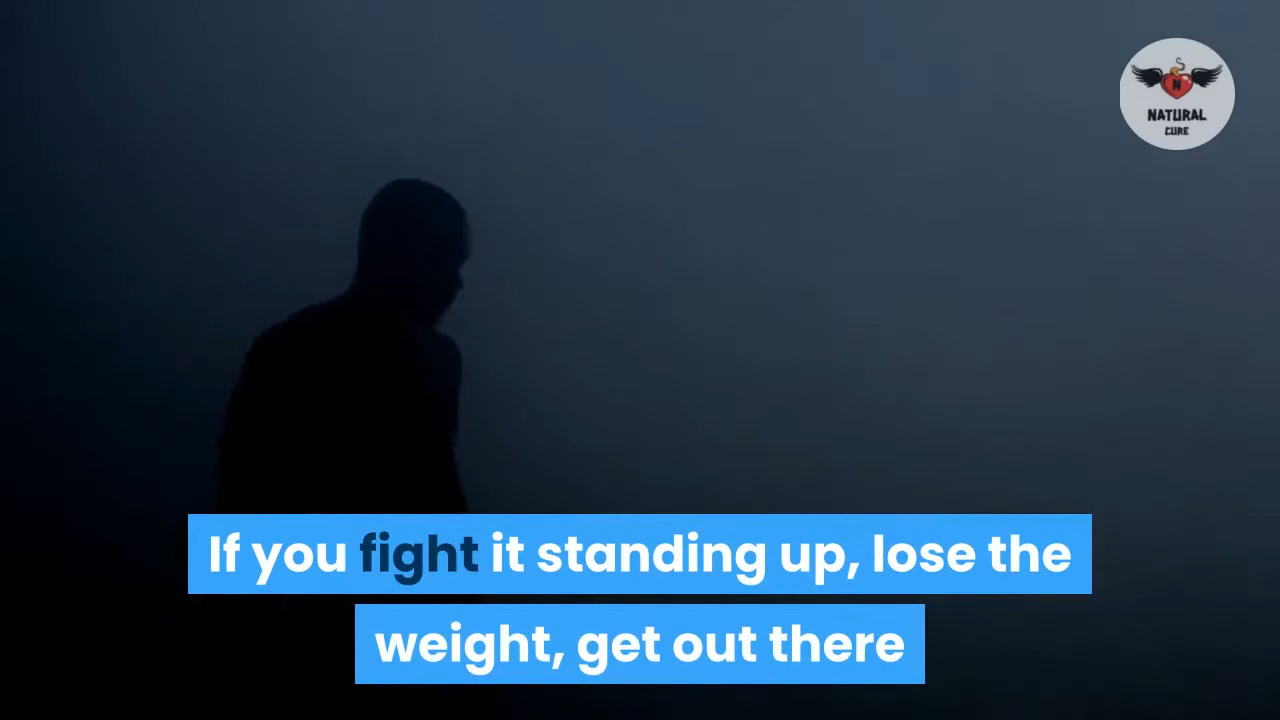 N
NATURAL
CURE
If you fight it standing up, lose the
weight, get out there